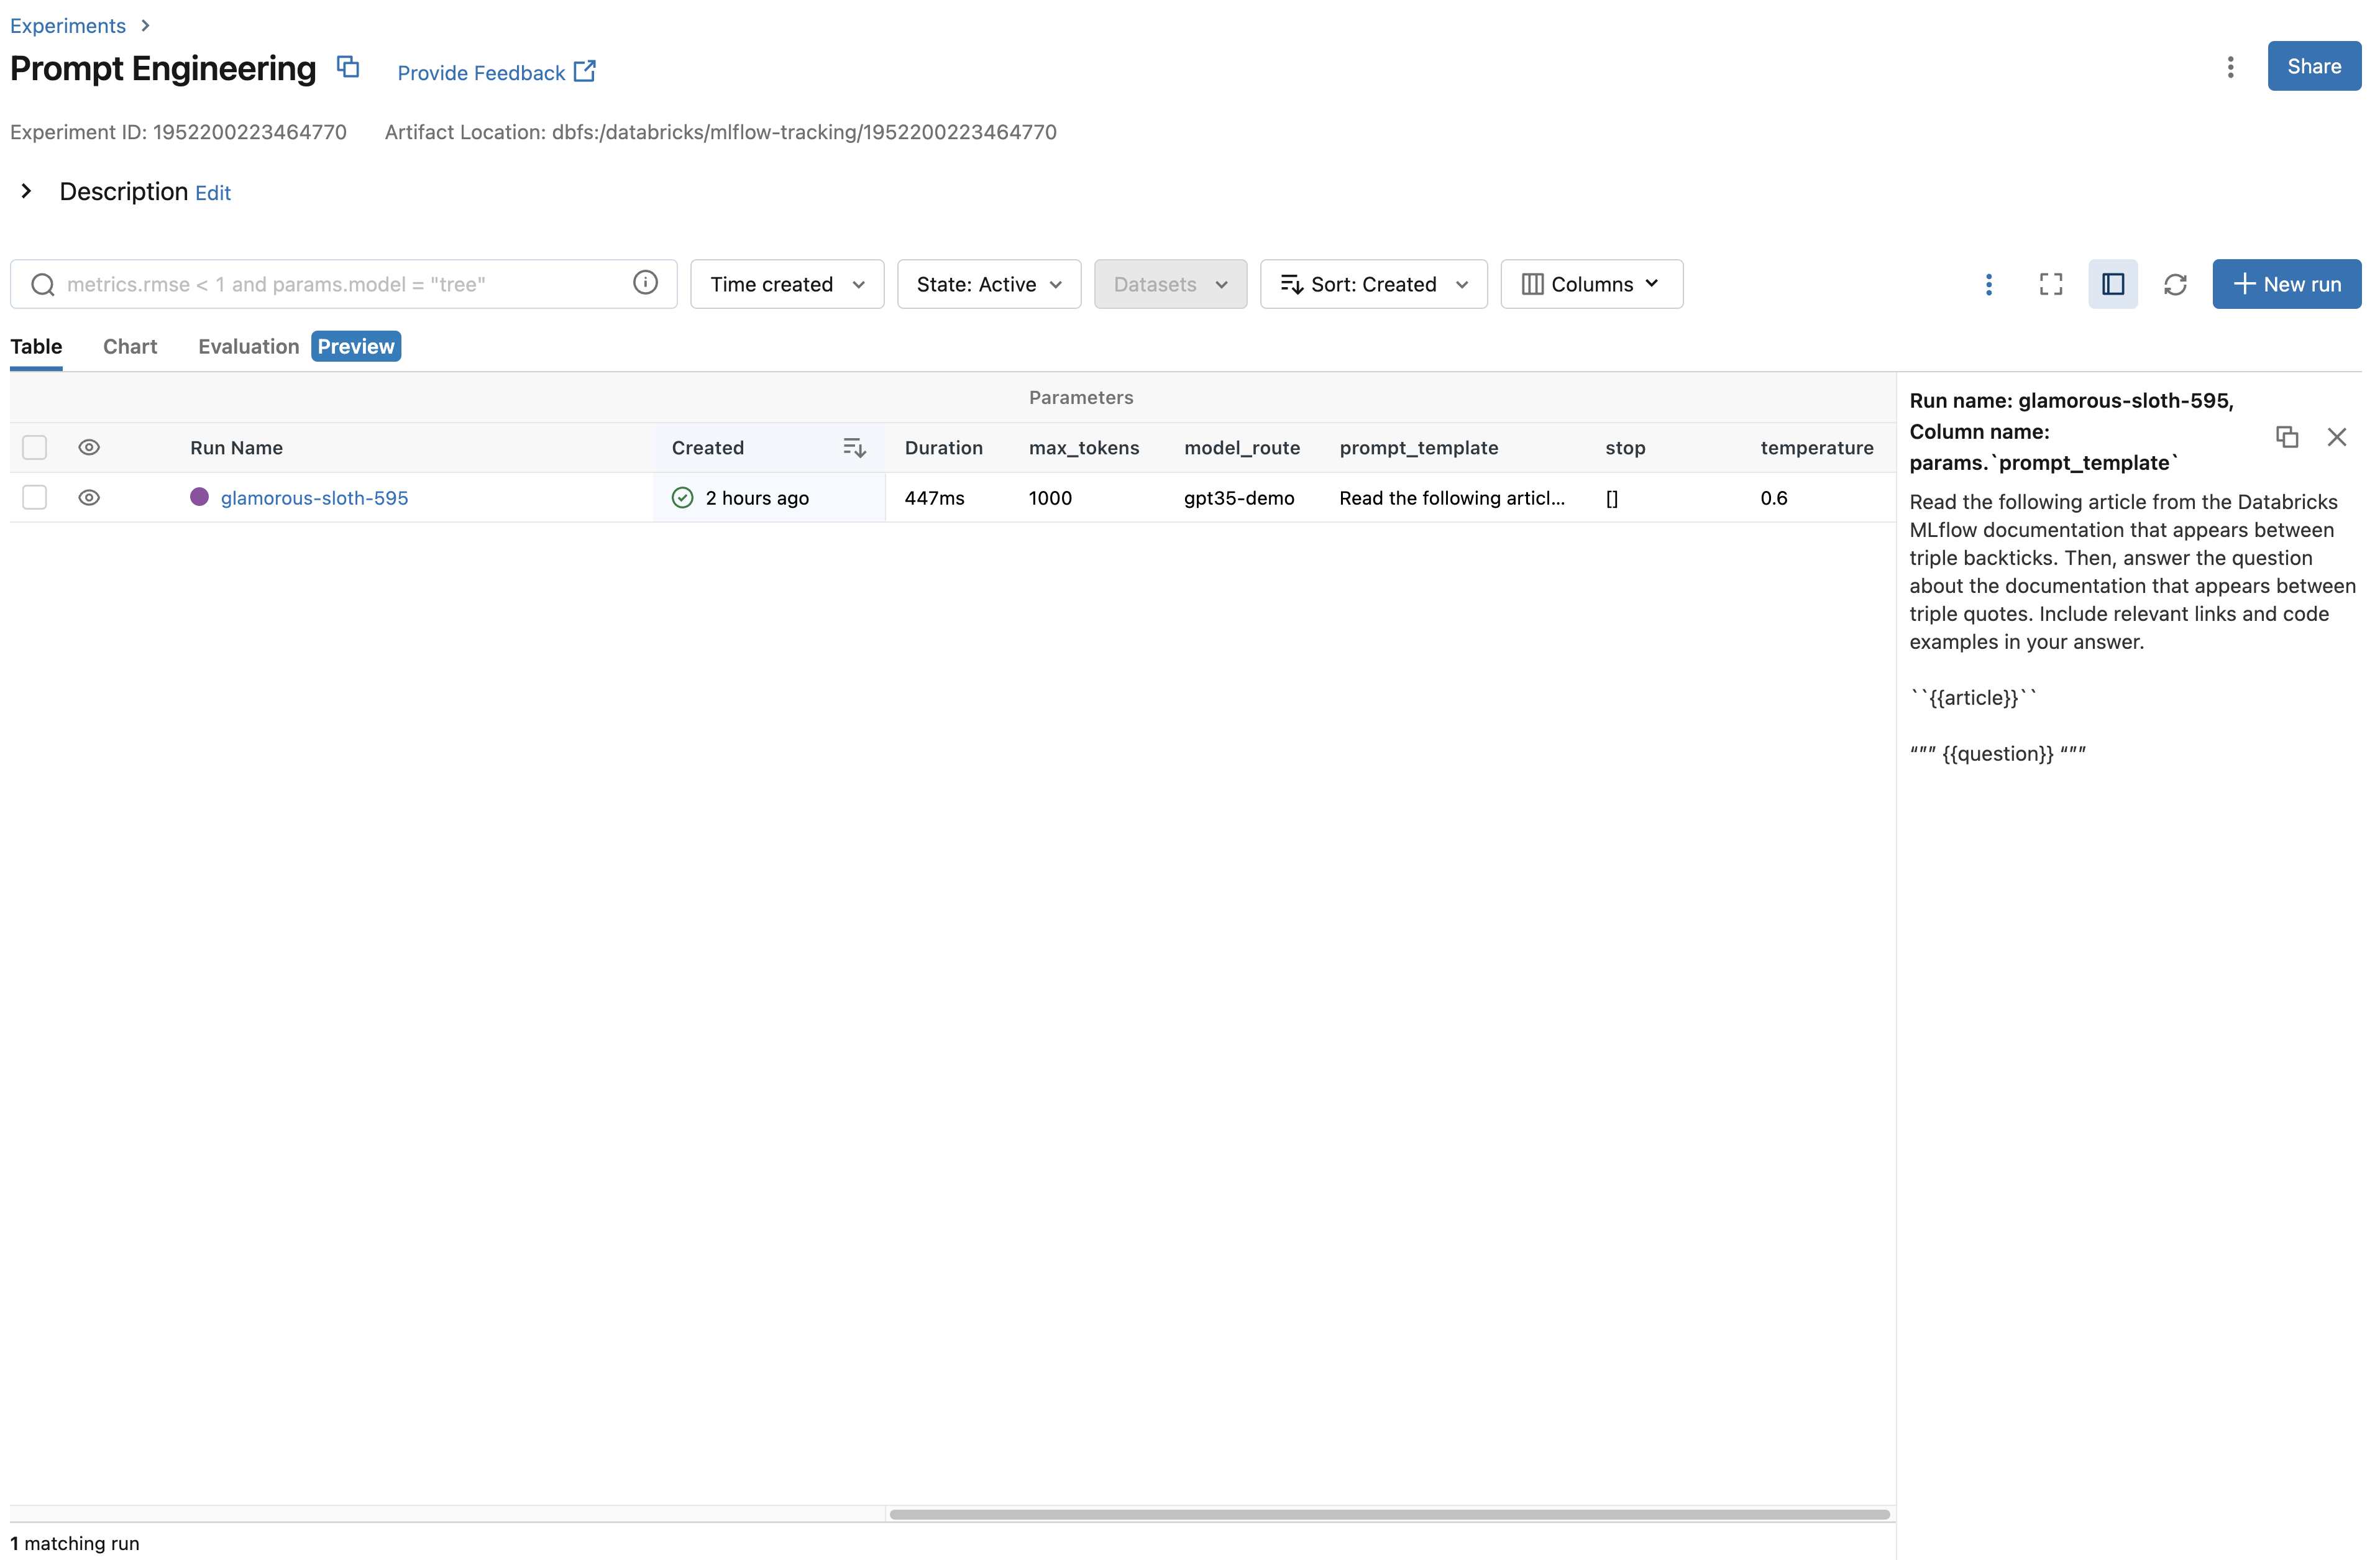 Experiments
Prompt Engineering Provide Feedback
Share
Experiment ID: 1952200223464770 Artifact Location: dbfs:/databricks/mlflow-tracking/1952200223464770
Description Edit
metrics.rmse < 1 and params.model = "tree" Time created State: Active Datasets Sort: Created Columns New run
Table Chart Evaluation Preview
Parameters
Run Name Created Duration max_tokens model_route prompt_template stop temperature
glamorous-sloth-595 2 hours ago 447ms 1000 gpt35-demo Read the following articl... [] 0.6
Run name: glamorous-sloth-595,
Column name:
params.`prompt_template`
Read the following article from the Databricks
MLflow documentation that appears between
triple backticks. Then, answer the question
about the documentation that appears between
triple quotes. Include relevant links and code
examples in your answer.
``{{article}}``
“”” {{question}} “””
1 matching run